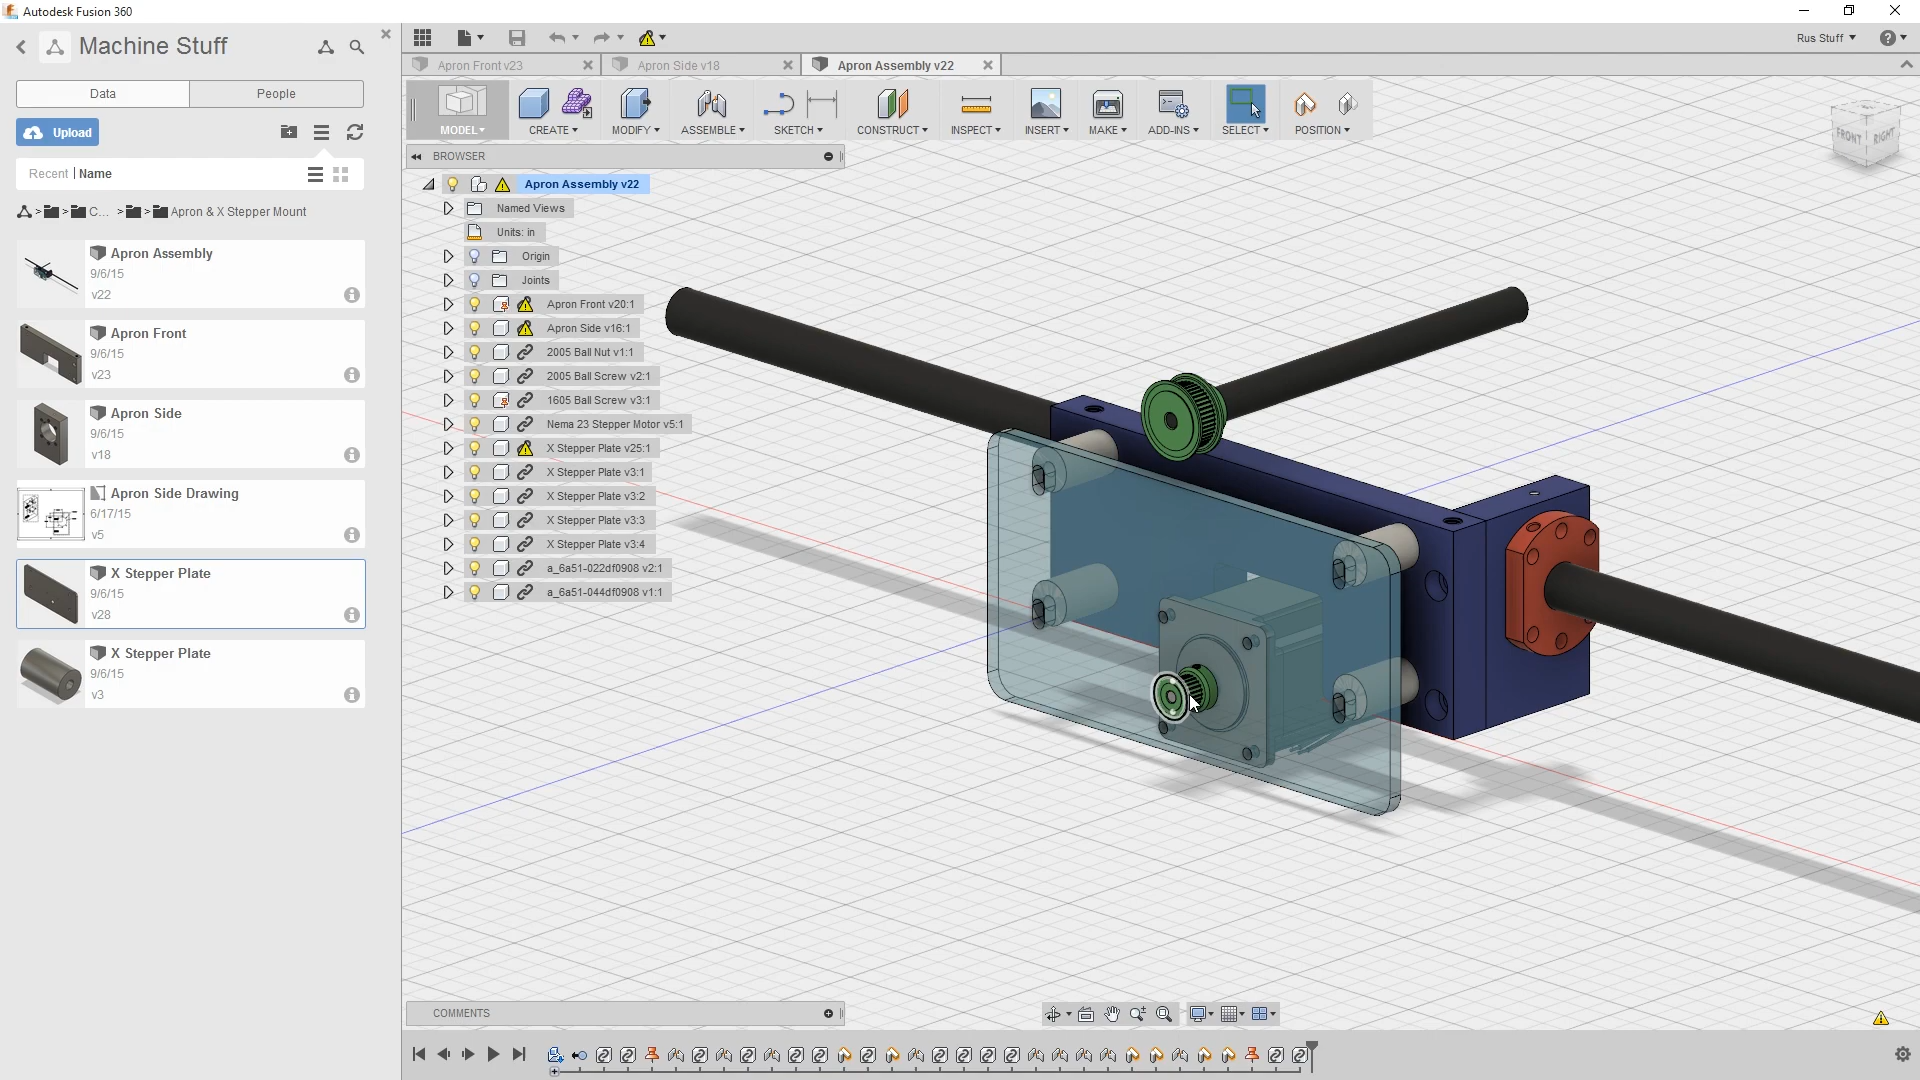 Autodesk Fusion 360
Machine Stuff
Data
People
Upload
Recent | Name
> > C... > > Apron & X Stepper Mount
Apron Assembly
9/6/15
v22
Apron Front
9/6/15
v23
Apron Side
9/6/15
v18
Apron Side Drawing
6/17/15
v5
X Stepper Plate
9/6/15
v28
X Stepper Plate
9/6/15
v3
Rus Stuff
Apron Front v23
Apron Side v18
Apron Assembly v22
MODEL
CREATE
MODIFY
ASSEMBLE
SKETCH
CONSTRUCT
INSPECT
INSERT
MAKE
ADD-INS
SELECT
POSITION
FRONT
RIGHT
BROWSER
Apron Assembly v22
Named Views
Units: in
Origin
Joints
Apron Front v20:1
Apron Side v16:1
2005 Ball Nut v1:1
2005 Ball Screw v2:1
1605 Ball Screw v3:1
Nema 23 Stepper Motor v5:1
X Stepper Plate v25:1
X Stepper Plate v3:1
X Stepper Plate v3:2
X Stepper Plate v3:3
X Stepper Plate v3:4
a_6a51-022df0908 v2:1
a_6a51-044df0908 v1:1
COMMENTS